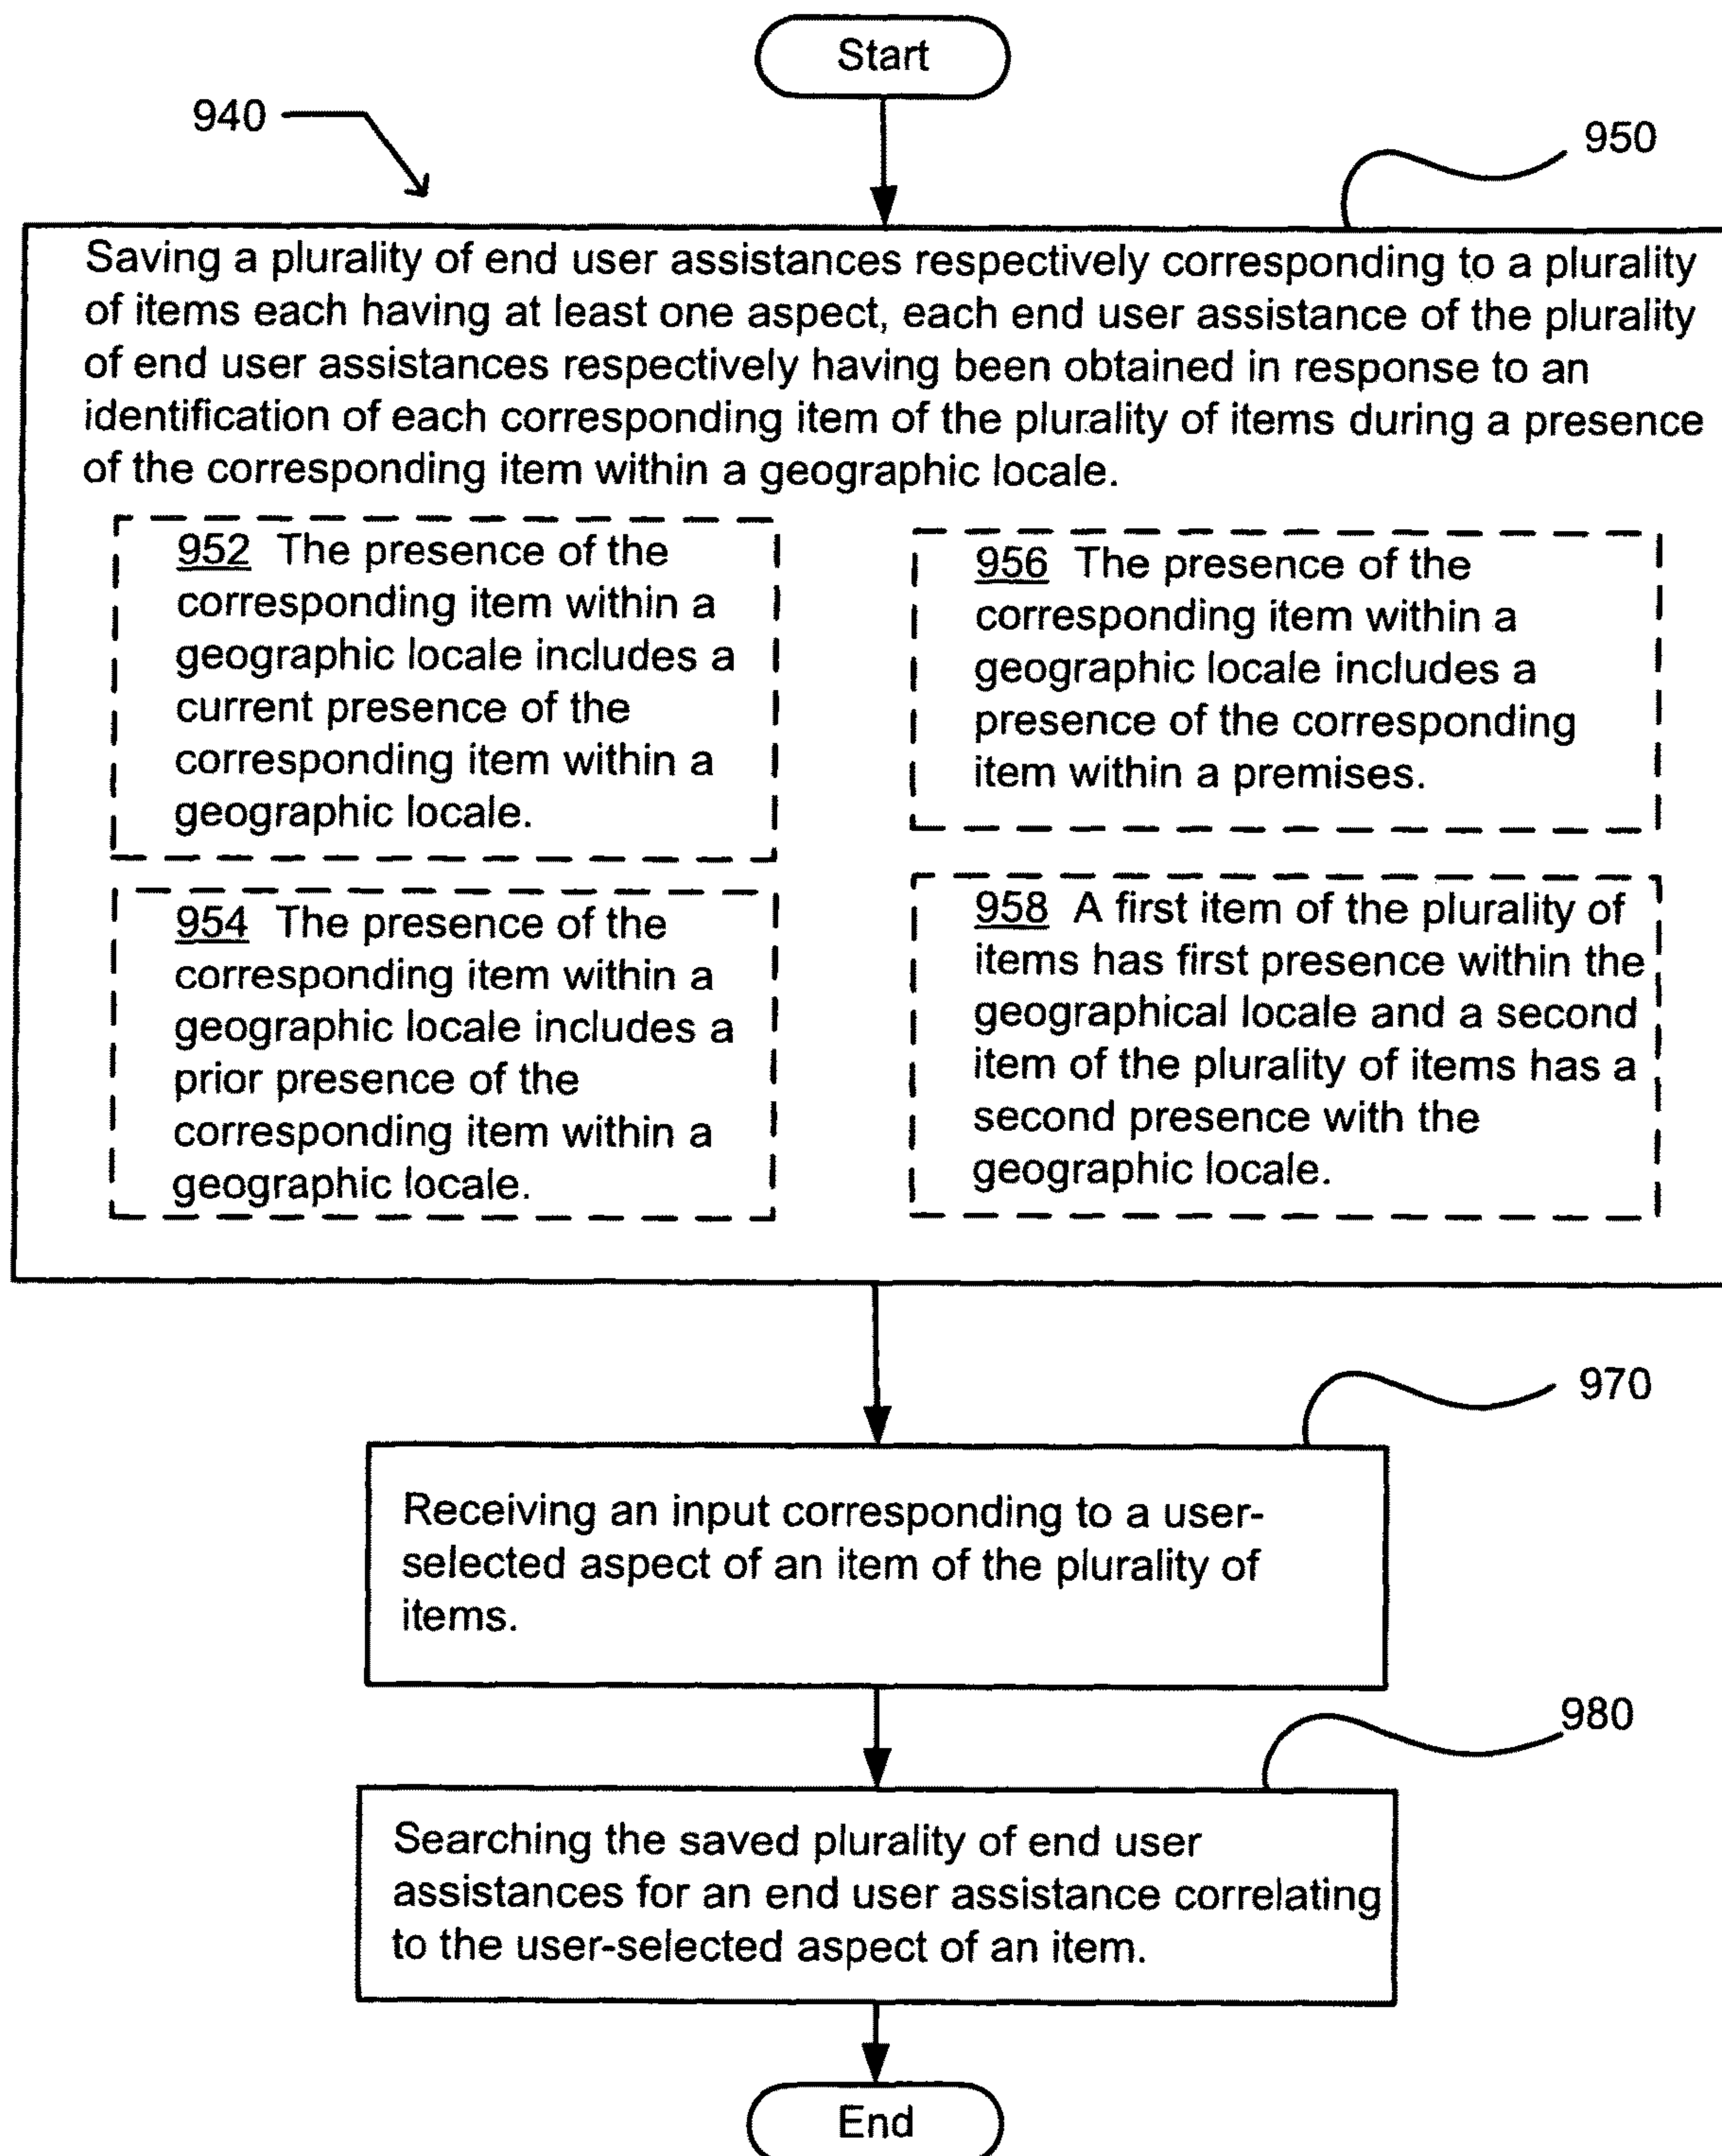 Start
940
950
Saving a plurality of end user assistances respectively corresponding to a plurality
of items each having at least one aspect, each end user assistance of the plurality
of end user assistances respectively having been obtained in response to an
identification of each corresponding item of the plurality of items during a presence
of the corresponding item within a geographic locale.
952 The presence of the
corresponding item within a
geographic locale includes a
current presence of the
corresponding item within a
geographic locale.
956 The presence of the
corresponding item within a
geographic locale includes a
presence of the corresponding
item within a premises.
954 The presence of the
corresponding item within a
geographic locale includes a
prior presence of the
corresponding item within a
geographic locale.
958 A first item of the plurality of
items has first presence within the
geographical locale and a second
item of the plurality of items has a
second presence with the
geographic locale.
970
Receiving an input corresponding to a user-
selected aspect of an item of the plurality of
items.
980
Searching the saved plurality of end user
assistances for an end user assistance correlating
to the user-selected aspect of an item.
End